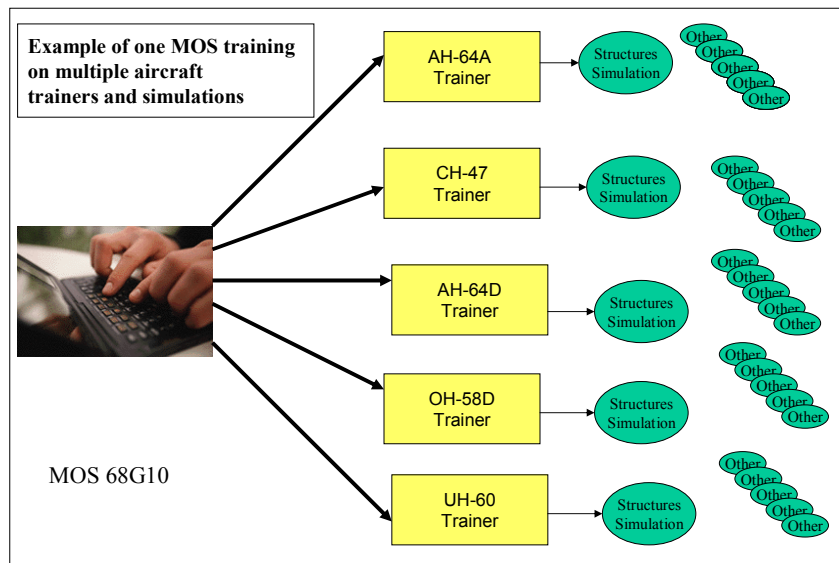 Example of one MOS training
on multiple aircraft
trainers and simulations
AH-64A
Trainer
Structures
Simulation
Other
Other
Other
Other
Other
CH-47
Trainer
Structures
Simulation
Other
Other
Other
Other
Other
AH-64D
Trainer
Structures
Simulation
Other
Other
Other
Other
Other
OH-58D
Trainer
Structures
Simulation
Other
Other
Other
Other
Other
UH-60
Trainer
Structures
Simulation
Other
Other
Other
Other
Other
MOS 68G10